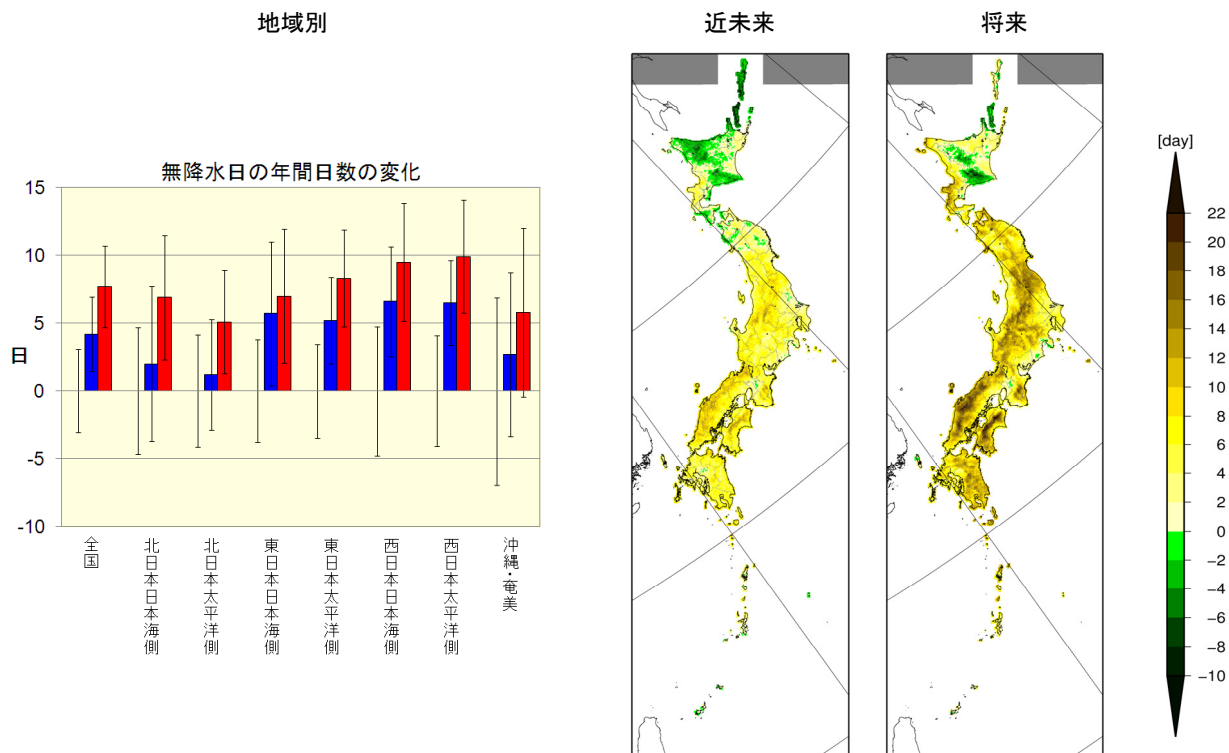 地域別
近未来
将来
無降水日の年間日数の変化
15
10
5
0
-5
-10
日
全国
北日本日本海側
北日本太平洋側
東日本日本海側
東日本太平洋側
西日本日本海側
西日本太平洋側
沖縄・奄美
[day]
22
20
18
16
14
12
10
8
6
4
2
0
−2
−4
−6
−8
−10